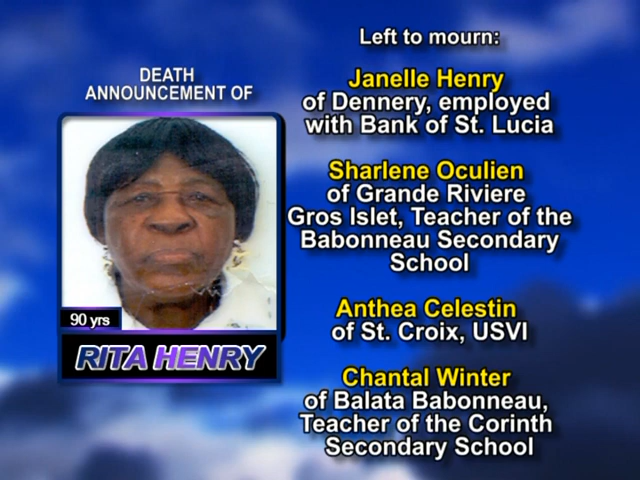 DEATH
ANNOUNCEMENT OF
90 yrs
RITA HENRY
Left to mourn:
Janelle Henry
of Dennery, employed
with Bank of St. Lucia
Sharlene Oculien
of Grande Riviere
Gros Islet, Teacher of the
Babonneau Secondary
School
Anthea Celestin
of St. Croix, USVI
Chantal Winter
of Balata Babonneau,
Teacher of the Corinth
Secondary School